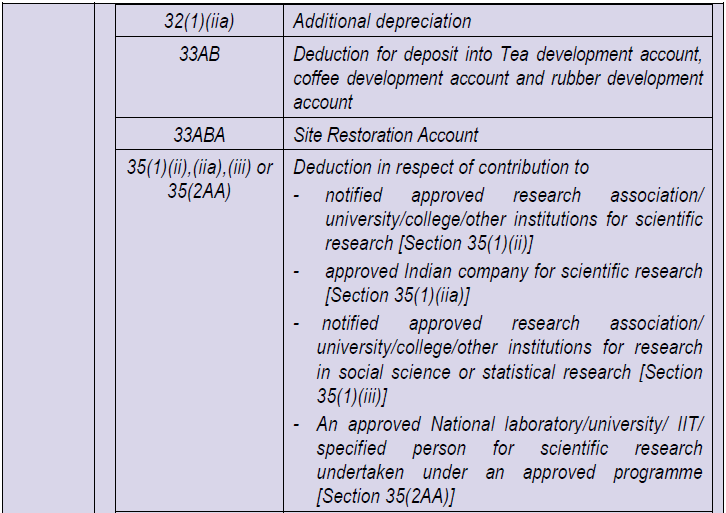 32(1)(iia) Additional depreciation
33AB Deduction for deposit into Tea development account,
coffee development account and rubber development
account
33ABA Site Restoration Account
35(1)(ii),(iia),(iii) or Deduction in respect of contribution to
35(2AA)
- notified approved research association/
university/college/other institutions for scientific
research [Section 35(1)(ii)]
- approved Indian company for scientific research
[Section 35(1)(iia)]
- notified approved research association/
university/college/other institutions for research
in social science or statistical research [Section
35(1)(iii)]
- An approved National laboratory/university/ IIT/
specified person for scientific research
undertaken under an approved programme
[Section 35(2AA)]